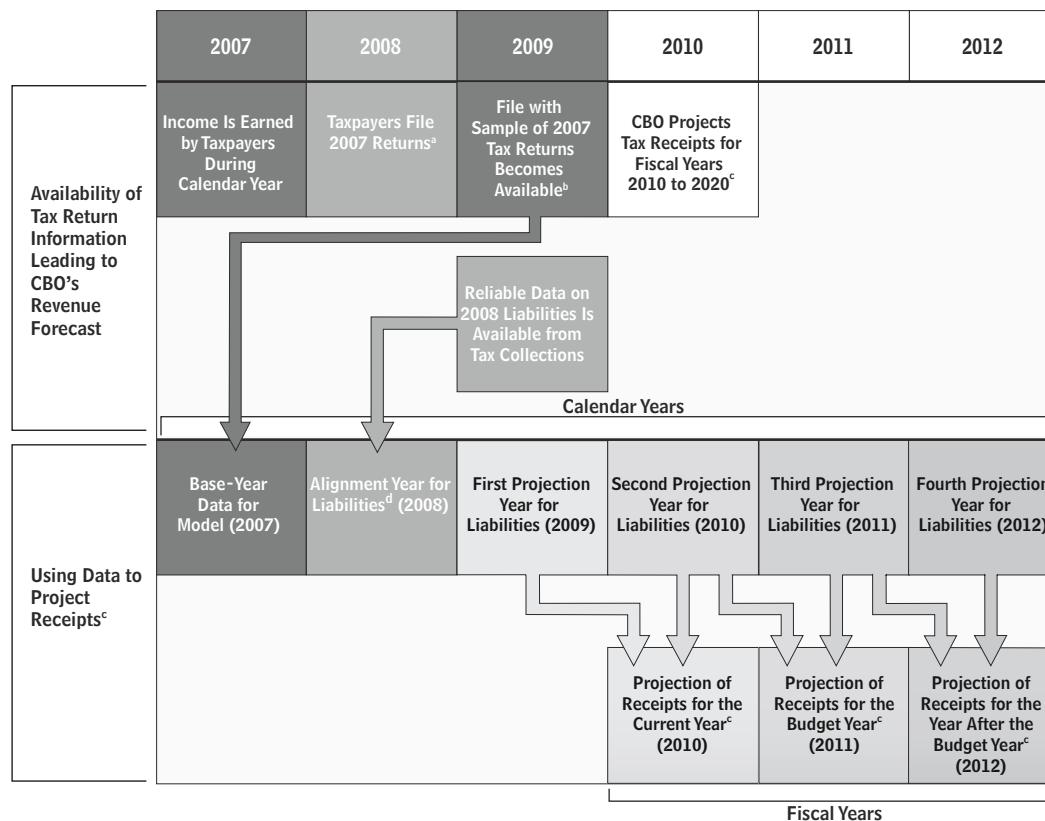 2007 2008 2009 2010 2011 2012
Availability of
Tax Return
Information
Leading to
CBO's
Revenue
Forecast
Income Is Earned
by Taxpayers
During
Calendar Year
Taxpayers File
2007 Returnsᵃ
File with
Sample of 2007
Tax Returns
Becomes
Availableᵇ
CBO Projects
Tax Receipts for
Fiscal Years
2010 to 2020ᶜ
Reliable Data on
2008 Liabilities Is
Available from
Tax Collections
Calendar Years
Using Data to
Project
Receiptsᶜ
Base-Year
Data for
Model (2007)
Alignment Year for
Liabilitiesᵈ (2008)
First Projection
Year for
Liabilities (2009)
Second Projection
Year for
Liabilities (2010)
Third Projection
Year for
Liabilities (2011)
Fourth Projection
Year for
Liabilities (2012)
Projection of
Receipts for the
Current Yearᶜ
(2010)
Projection of
Receipts for the
Budget Yearᶜ
(2011)
Projection of
Receipts for the
Year After the
Budget Yearᶜ
(2012)
Fiscal Years